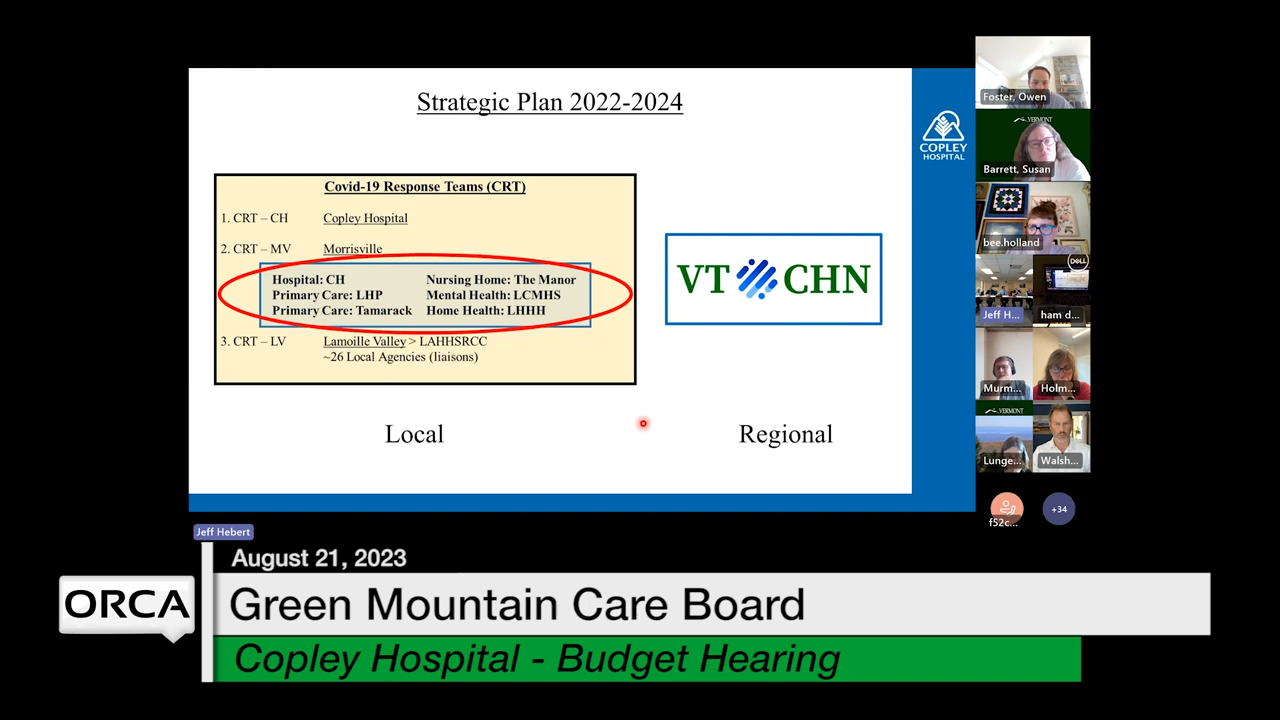 Strategic Plan 2022-2024
Covid-19 Response Teams (CRT)
1. CRT – CH Copley Hospital
2. CRT – MV Morrisville
Hospital: CH Nursing Home: The Manor
Primary Care: LHP Mental Health: LCMHS
Primary Care: Tamarack Home Health: LHHH
3. CRT – LV Lamoille Valley > LAHHSRCC
~26 Local Agencies (liaisons)
VT CHN
Local Regional
COPLEY
HOSPITAL
Foster, Owen
VERMONT
Barrett, Susan
bee.holland
DELL
Jeff H... ham d...
Murm... Holm...
VERMONT
Lunge... Walsh...
f52c... +34
Jeff Hebert
August 21, 2023
ORCA
Green Mountain Care Board
Copley Hospital - Budget Hearing